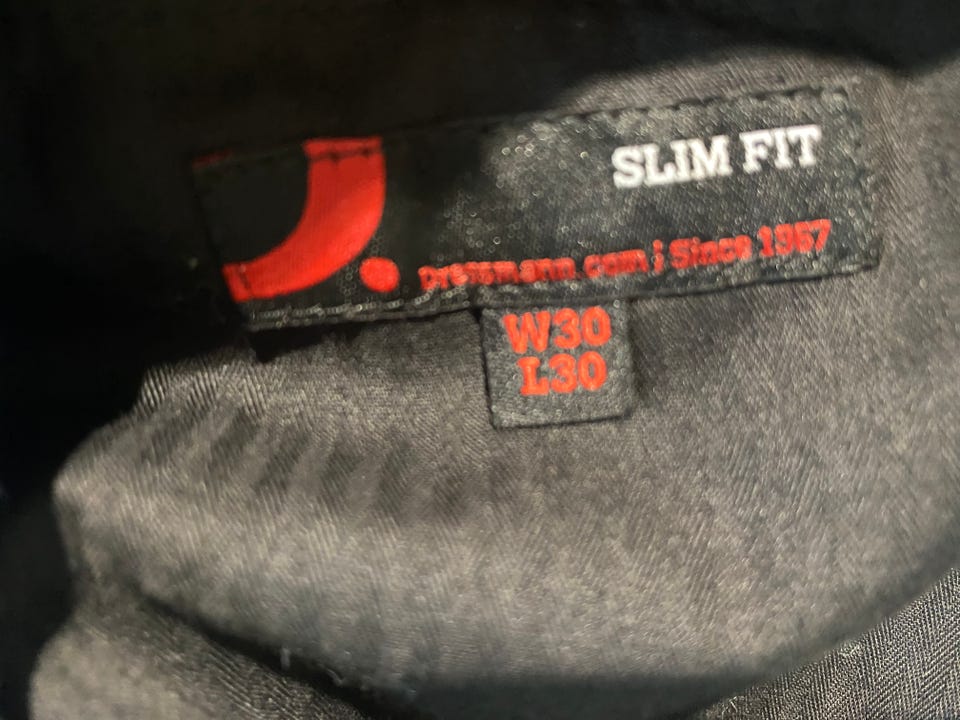 SLIM FIT
J.
Dressmann.com | Since 1967
W30
L30